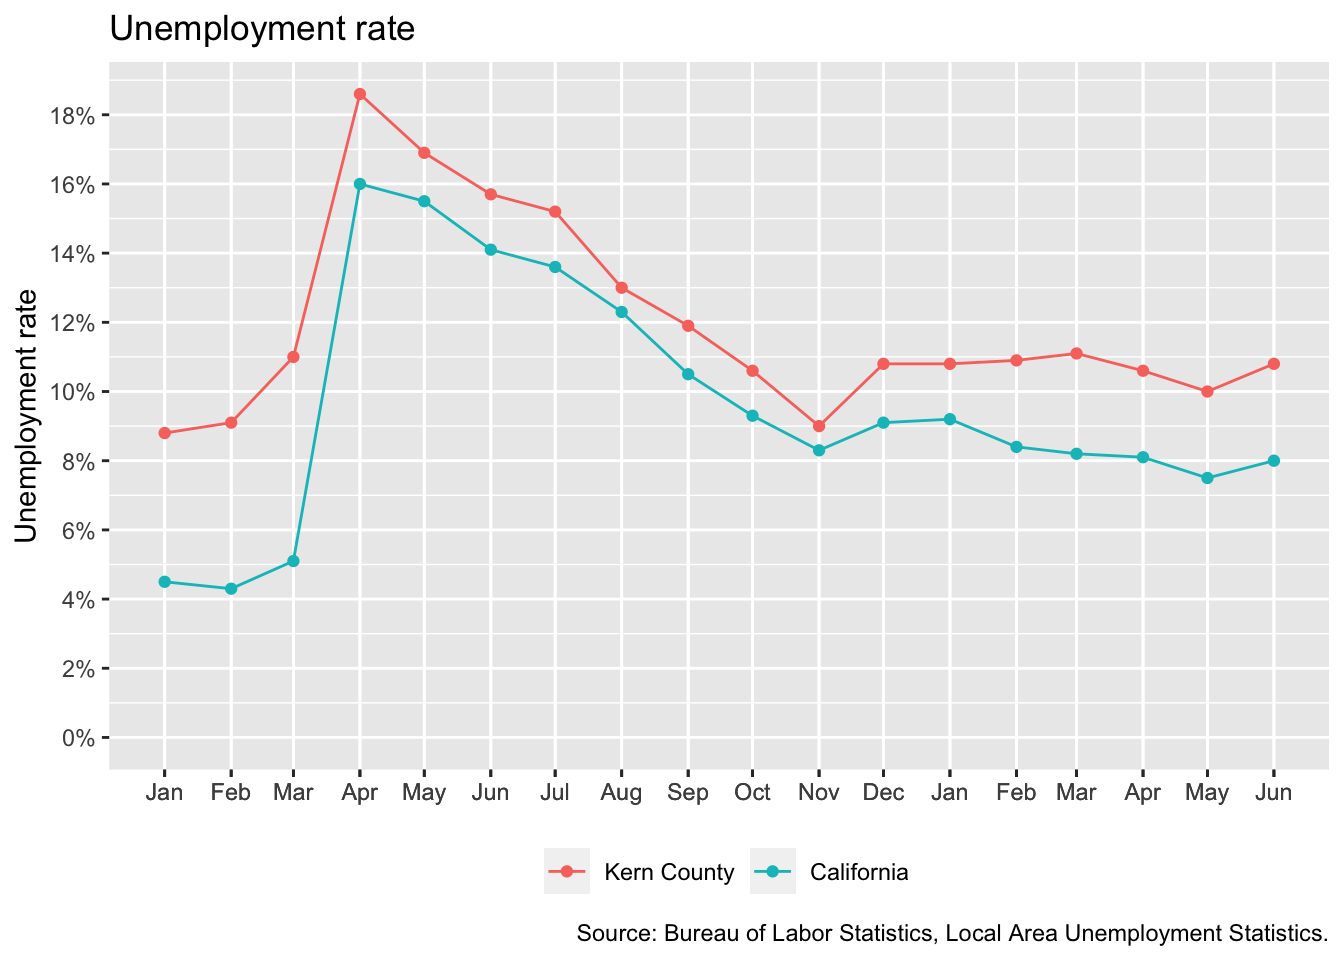 Unemployment rate
Unemployment rate
18%
16%
14%
12%
10%
8%
6%
4%
2%
0%
Jan Feb Mar Apr May Jun Jul Aug Sep Oct Nov Dec Jan Feb Mar Apr May Jun
Kern County California
Source: Bureau of Labor Statistics, Local Area Unemployment Statistics.